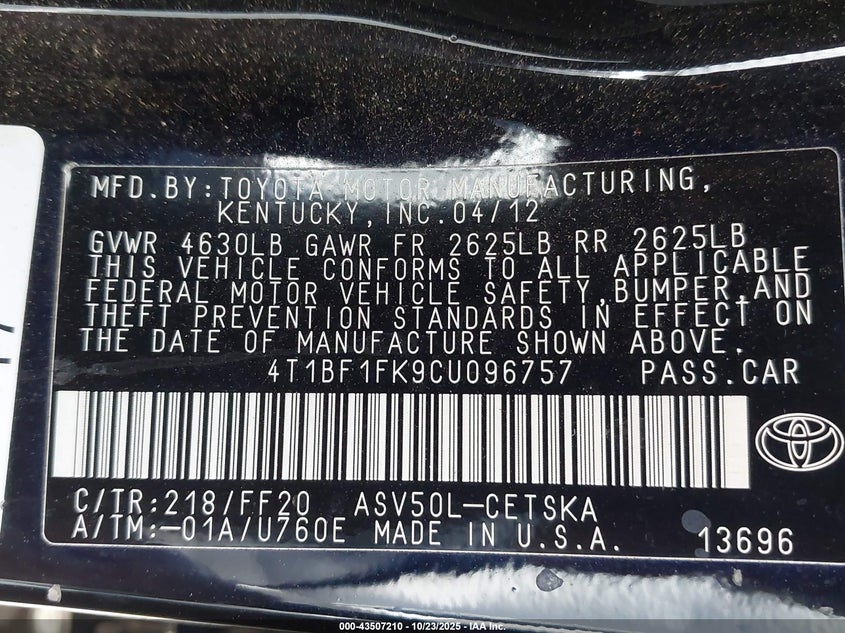 MFD.BY:TOYOTA MOTOR MANUFACTURING,
KENTUCKY,INC.04/12
GVWR 4630LB GAWR FR 2625LB RR 2625LB
THIS VEHICLE CONFORMS TO ALL APPLICABLE
FEDERAL MOTOR VEHICLE SAFETY,BUMPER,AND
THEFT PREVENTION STANDARDS IN EFFECT ON
THE DATE OF MANUFACTURE SHOWN ABOVE.
4T1BF1FK9CU096757 PASS.CAR
C/TR:218/FF20 ASV50L-CETSKA
A/TM:-01A/U760E MADE IN U.S.A. 13696
000-43507210 - 10/23/2025 - IAA Inc.